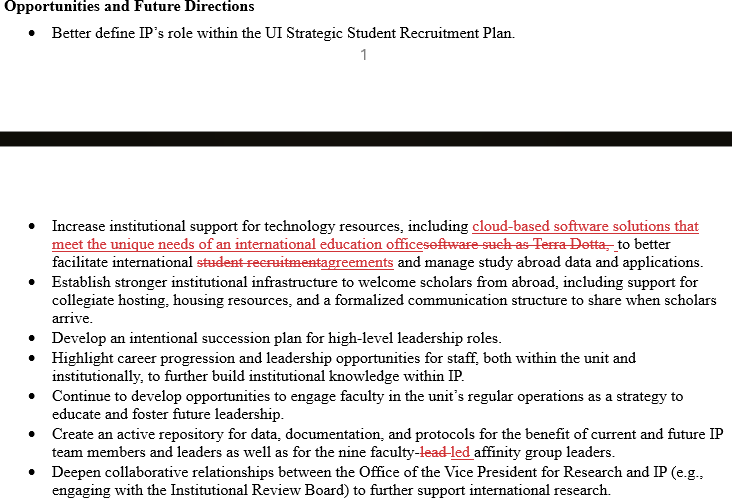 Opportunities and Future Directions
• Better define IP's role within the UI Strategic Student Recruitment Plan.
1
• Increase institutional support for technology resources, including cloud-based software solutions that
meet the unique needs of an international education officesoftware such as Terra Dotta, to better
facilitate international student recruitmentagreements and manage study abroad data and applications.
• Establish stronger institutional infrastructure to welcome scholars from abroad, including support for
collegiate hosting, housing resources, and a formalized communication structure to share when scholars
arrive.
• Develop an intentional succession plan for high-level leadership roles.
• Highlight career progression and leadership opportunities for staff, both within the unit and
institutionally, to further build institutional knowledge within IP.
• Continue to develop opportunities to engage faculty in the unit's regular operations as a strategy to
educate and foster future leadership.
• Create an active repository for data, documentation, and protocols for the benefit of current and future IP
team members and leaders as well as for the nine faculty-lead led affinity group leaders.
• Deepen collaborative relationships between the Office of the Vice President for Research and IP (e.g.,
engaging with the Institutional Review Board) to further support international research.